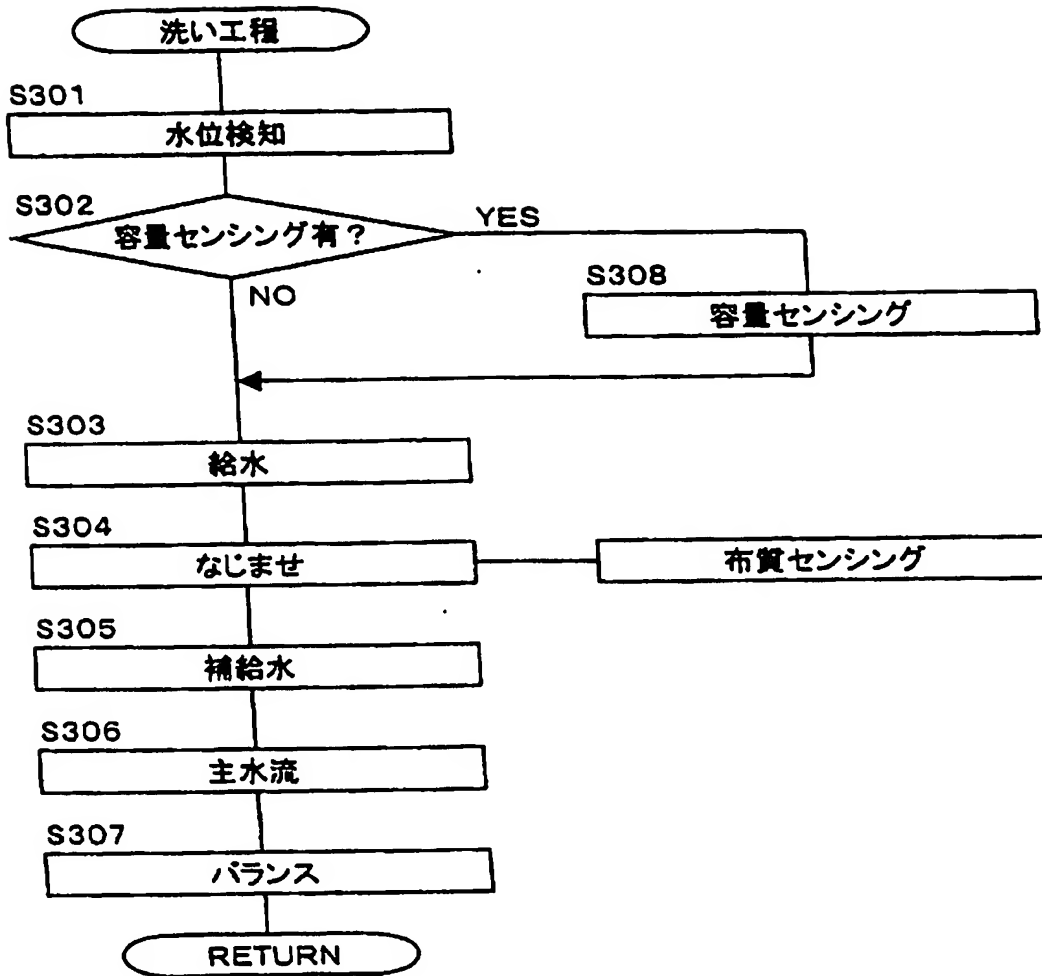 洗い工程
S301
水位検知
S302
容量センシング有？
YES
NO
S308
容量センシング
S303
給水
S304
なじませ
布質センシング
S305
補給水
S306
主水流
S307
バランス
RETURN